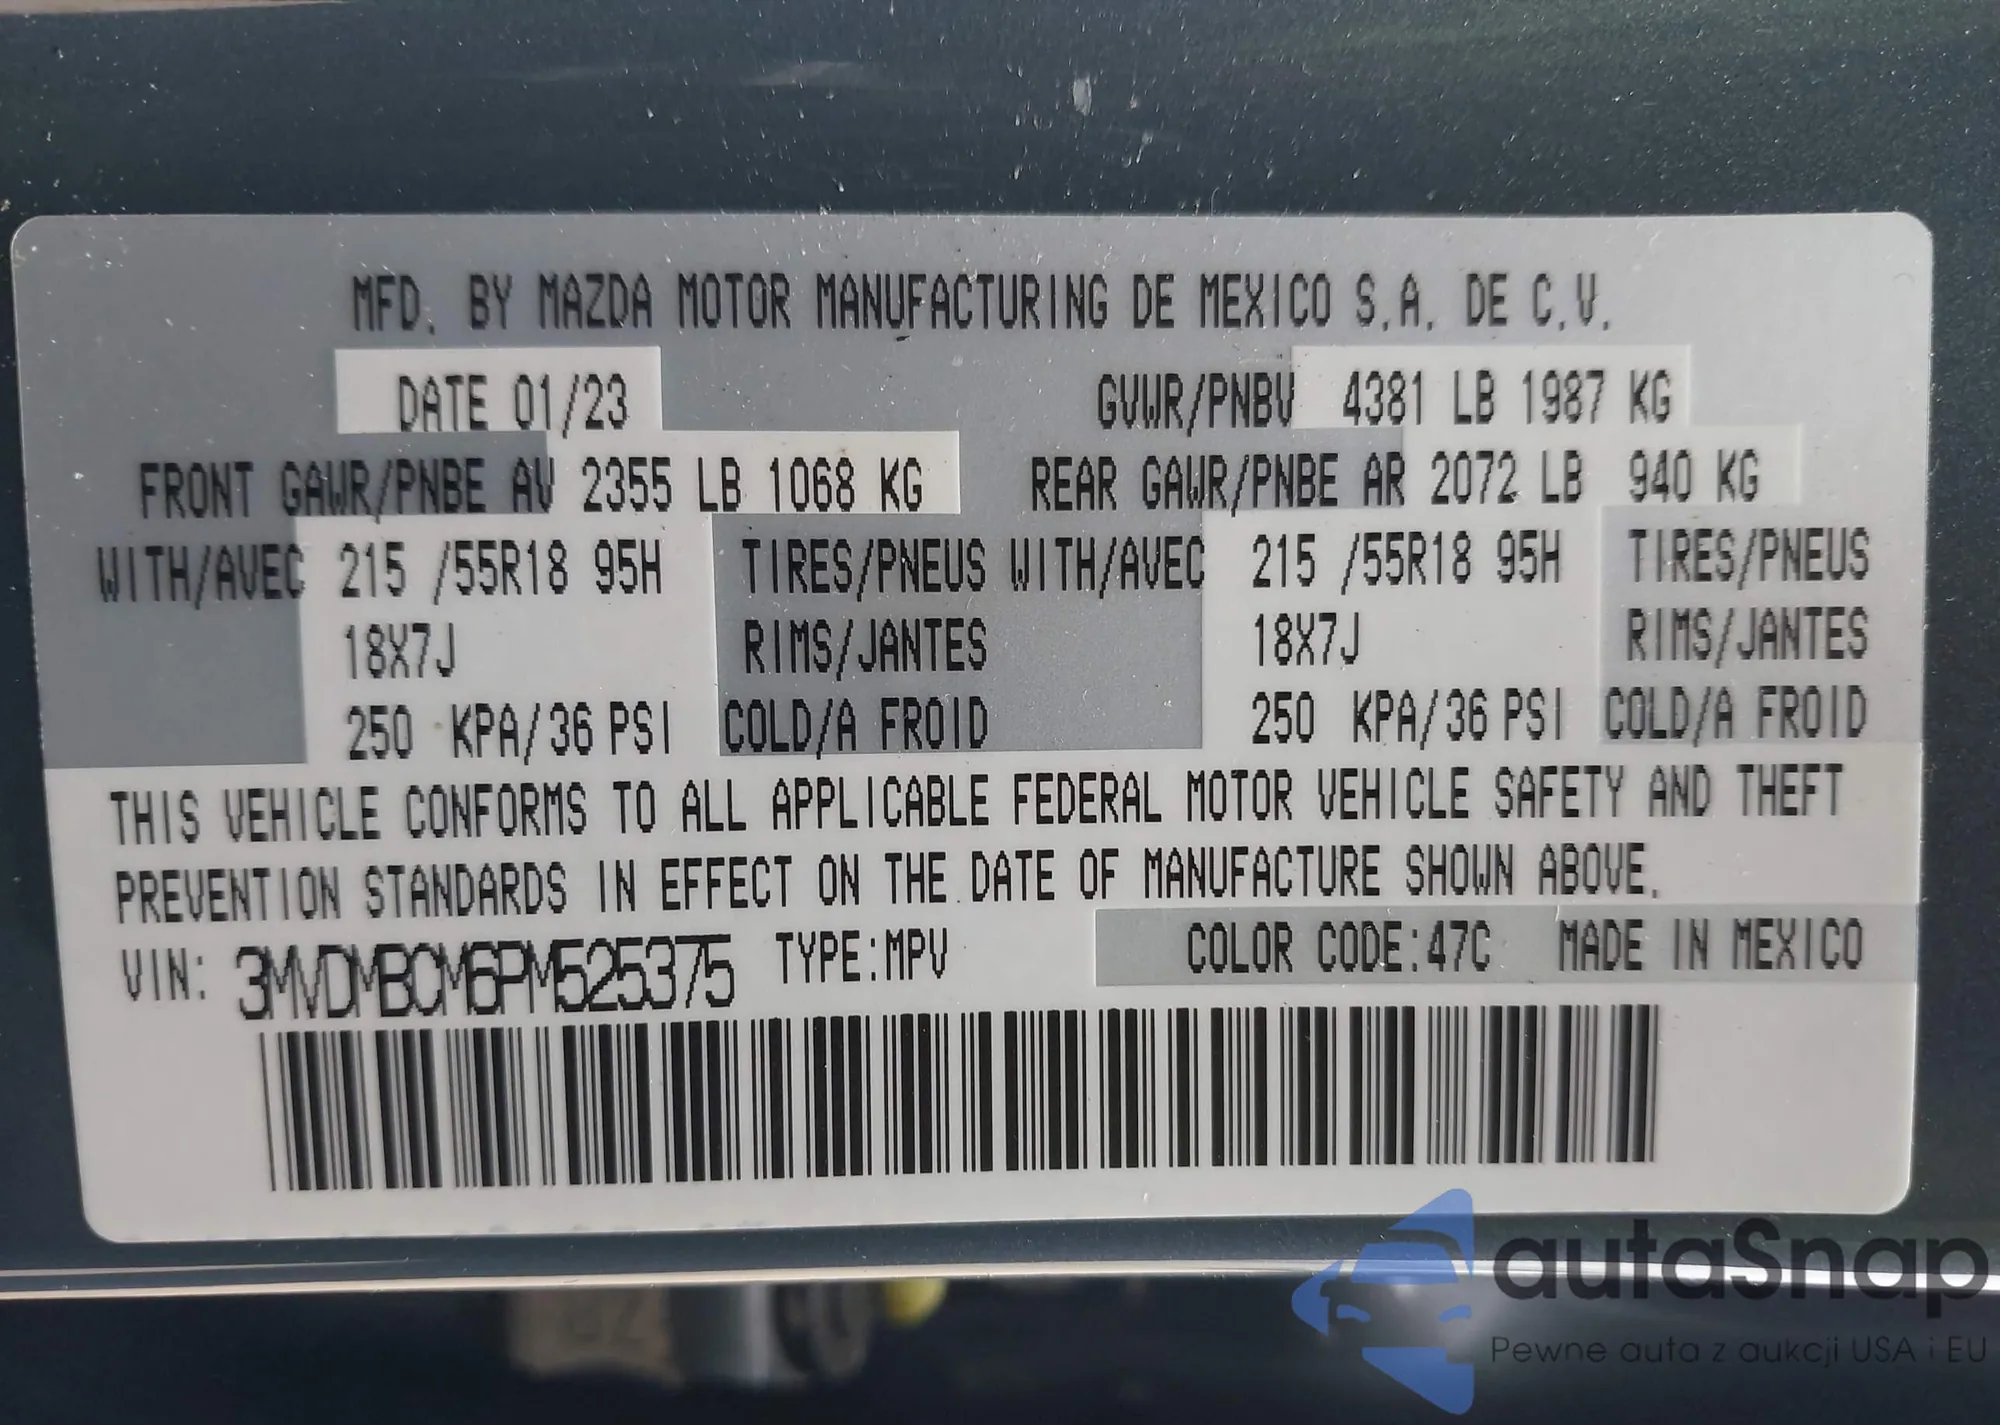 MFD. BY MAZDA MOTOR MANUFACTURING DE MEXICO S.A. DE C.V.
DATE 01/23 GVWR/PNBV 4381 LB 1987 KG
FRONT GAWR/PNBE AV 2355 LB 1068 KG REAR GAWR/PNBE AR 2072 LB 940 KG
WITH/AVEC 215 /55R18 95H TIRES/PNEUS WITH/AVEC 215 /55R18 95H TIRES/PNEUS
18X7J RIMS/JANTES 18X7J RIMS/JANTES
250 KPA/36 PSI COLD/A FROID 250 KPA/36 PSI COLD/A FROID
THIS VEHICLE CONFORMS TO ALL APPLICABLE FEDERAL MOTOR VEHICLE SAFETY AND THEFT
PREVENTION STANDARDS IN EFFECT ON THE DATE OF MANUFACTURE SHOWN ABOVE.
VIN: 3MVDMBCM6PM525375 TYPE:MPV COLOR CODE:47C MADE IN MEXICO
autaSnap
Pewne auta z aukcji USA i EU